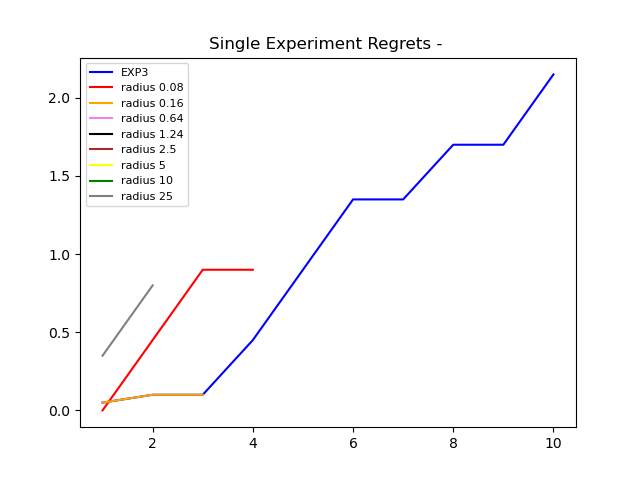 Single Experiment Regrets -
EXP3
radius 0.08
radius 0.16
radius 0.64
radius 1.24
radius 2.5
radius 5
radius 10
radius 25
2.0
1.5
1.0
0.5
0.0
2 4 6 8 10